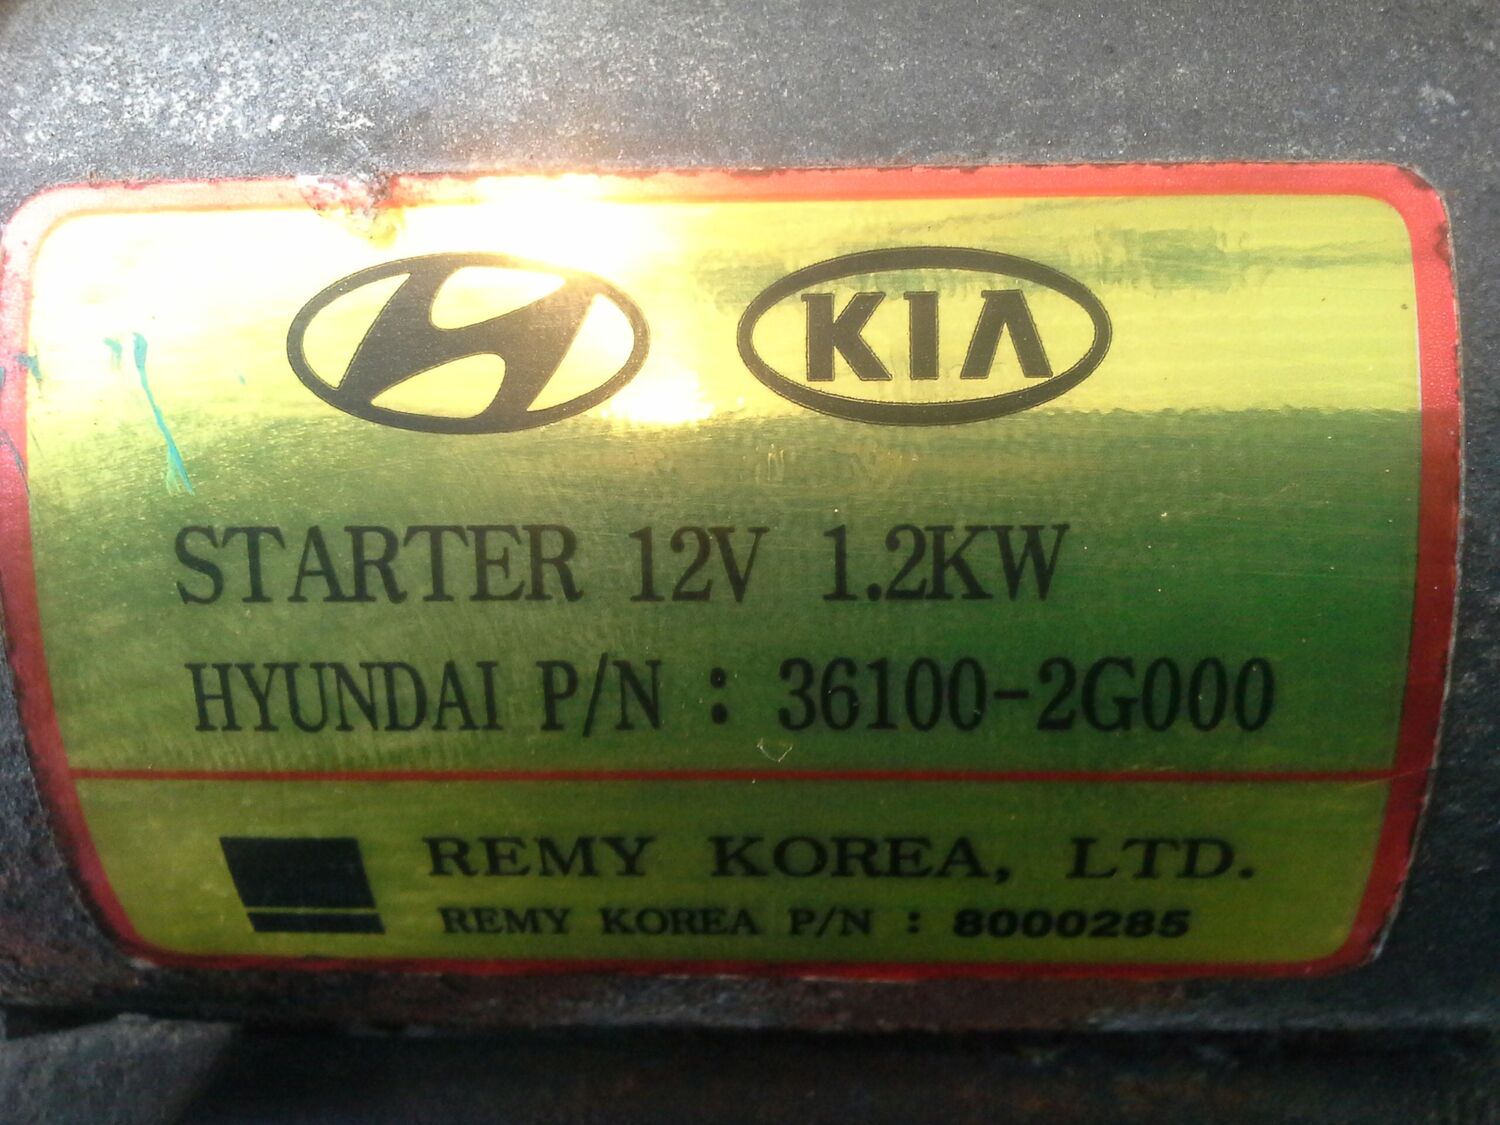 KIA
STARTER 12V 1.2KW
HYUNDAI P/N : 36100-2G000
REMY KOREA, LTD.
REMY KOREA P/N : 8000285